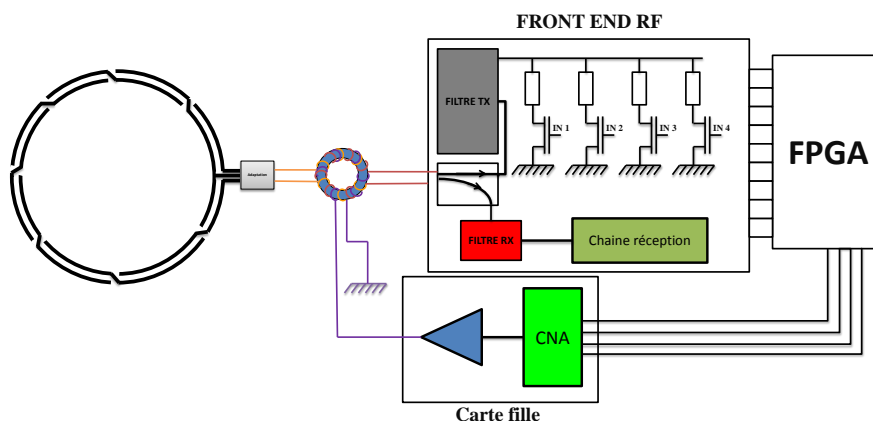 FRONT END RF
FILTRE TX
IN 1
IN 2
IN 3
IN 4
FPGA
Adaptation
FILTRE RX
Chaine réception
CNA
Carte fille